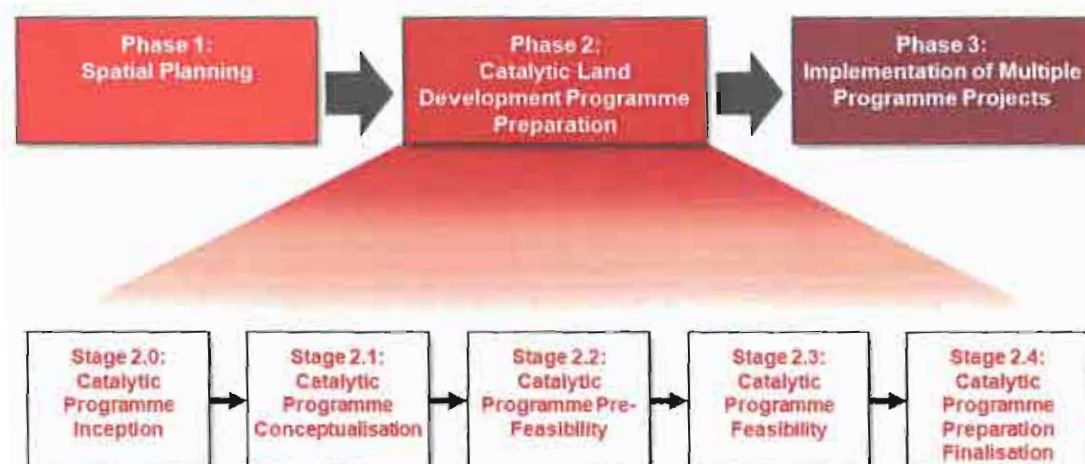 Phase 1:
Spatial Planning
Phase 2:
Catalytic Land
Development Programme
Preparation
Phase 3:
Implementation of Multiple
Programme Projects
Stage 2.0:
Catalytic
Programme
Inception
Stage 2.1:
Catalytic
Programme
Conceptualisation
Stage 2.2:
Catalytic
Programme Pre-
Feasibility
Stage 2.3:
Catalytic
Programme
Feasibility
Stage 2.4:
Catalytic
Programme
Preparation
Finalisation